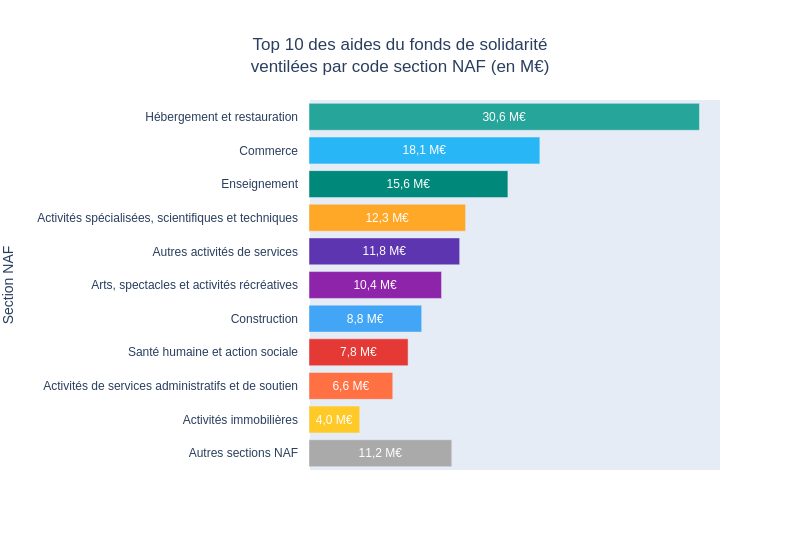 Top 10 des aides du fonds de solidarité
ventilées par code section NAF (en M€)
Section NAF
Hébergement et restauration 30,6 M€
Commerce 18,1 M€
Enseignement 15,6 M€
Activités spécialisées, scientifiques et techniques 12,3 M€
Autres activités de services 11,8 M€
Arts, spectacles et activités récréatives 10,4 M€
Construction 8,8 M€
Santé humaine et action sociale 7,8 M€
Activités de services administratifs et de soutien 6,6 M€
Activités immobilières 4,0 M€
Autres sections NAF 11,2 M€